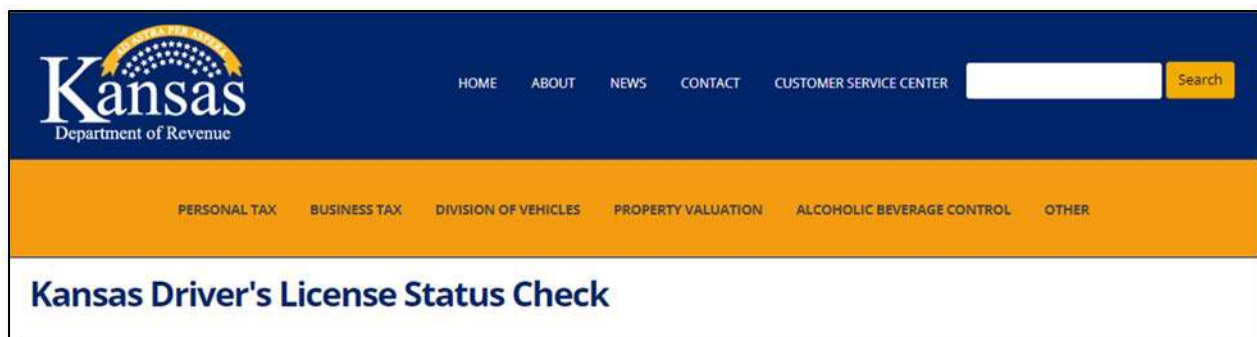 AD ASTRA PER ASPERA
Kansas
Department of Revenue
HOME ABOUT NEWS CONTACT CUSTOMER SERVICE CENTER Search
PERSONAL TAX BUSINESS TAX DIVISION OF VEHICLES PROPERTY VALUATION ALCOHOLIC BEVERAGE CONTROL OTHER
Kansas Driver's License Status Check